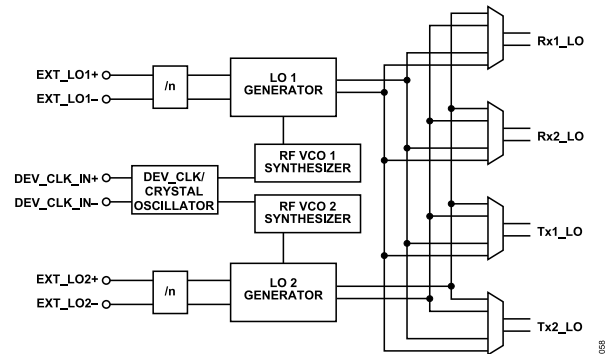 EXT_LO1+
EXT_LO1–
/n
LO 1
GENERATOR
Rx1_LO
Rx2_LO
RF VCO 1
SYNTHESIZER
DEV_CLK_IN+
DEV_CLK_IN–
DEV_CLK/
CRYSTAL
OSCILLATOR
RF VCO 2
SYNTHESIZER
Tx1_LO
EXT_LO2+
EXT_LO2–
/n
LO 2
GENERATOR
Tx2_LO
058